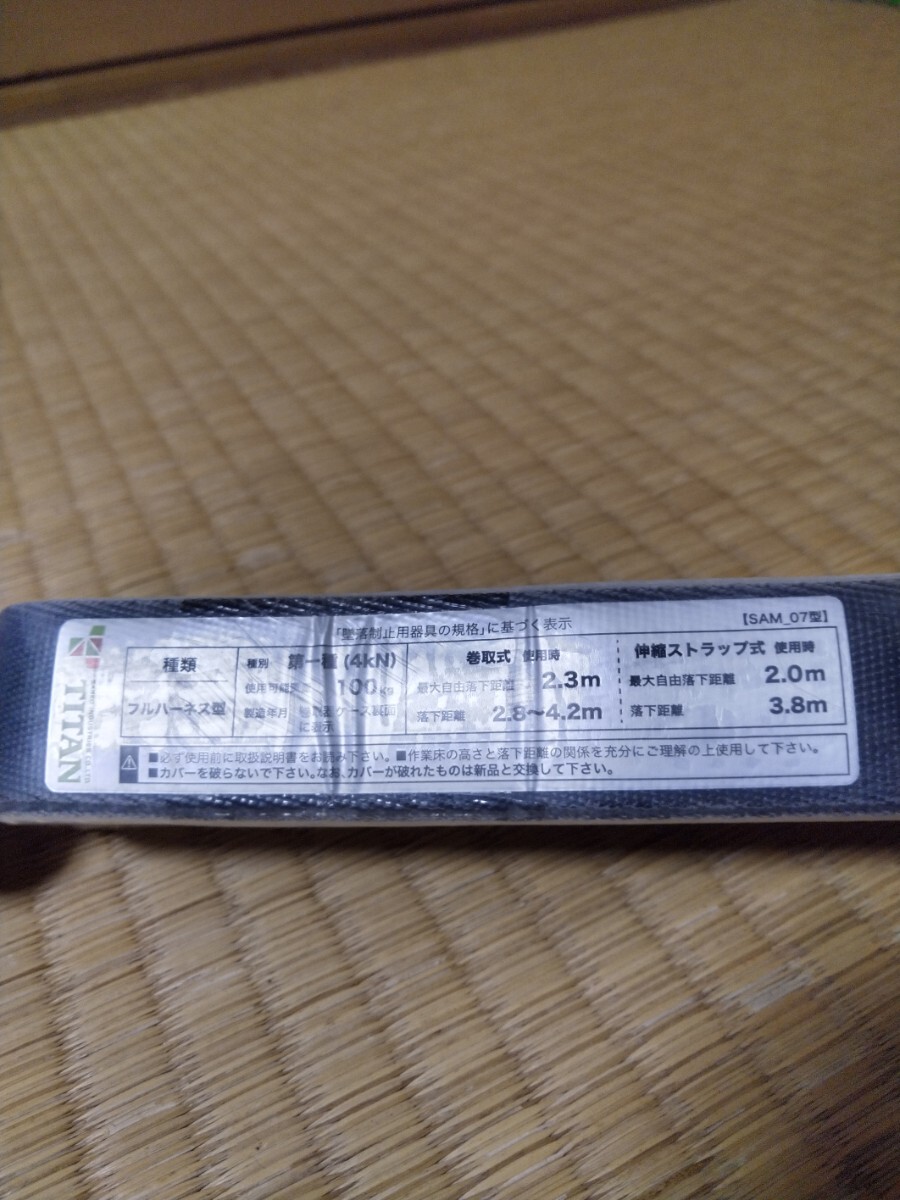 「墜落制止用器具の規格」に基づく表示
【SAM_07型】
TITAN
種類
フルハーネス型
種別 第一種 (4kN)
100kg
製造年月
に表示
巻取式 使用時
最大自由落下距離 2.3m
落下距離 2.8〜4.2m
伸縮ストラップ式 使用時
最大自由落下距離 2.0m
落下距離 3.8m
■必ず使用前に取扱説明書をお読み下さい。■作業床の高さと落下距離の関係を充分にご理解の上使用して下さい。
■カバーを破らないで下さい。なお、カバーが破れたものは新品と交換して下さい。